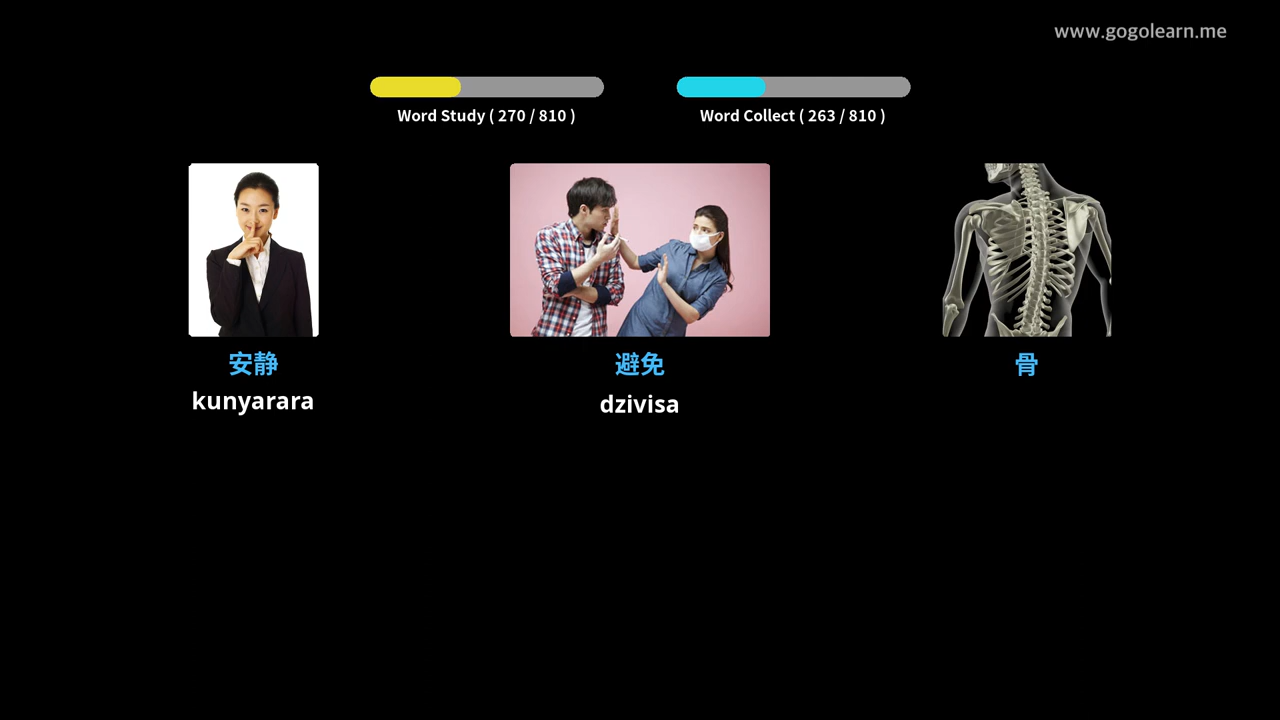 www.gogolearn.me
Word Study ( 270 / 810 )
Word Collect ( 263 / 810 )
安静
避免
骨
kunyarara
dzivisa